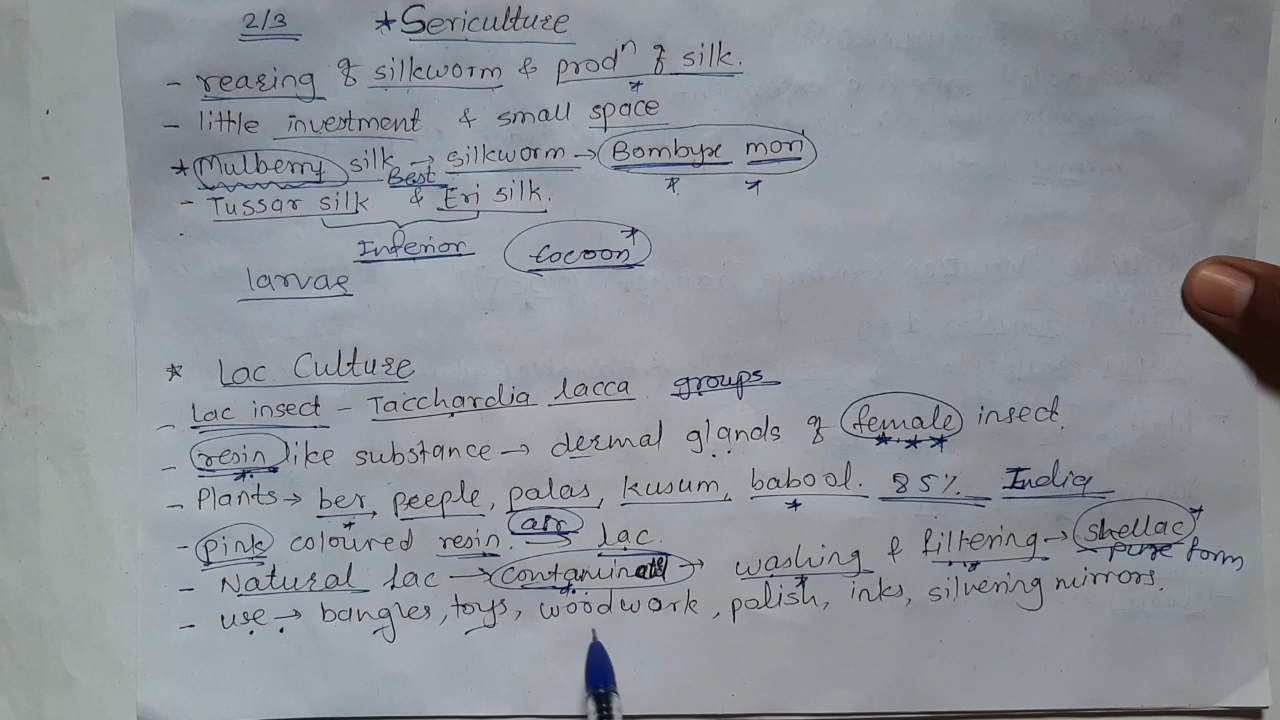 2/3 *Sericulture
- rearing of silkworm & prodn of silk.
- little investment & small space
* Mulberry silk → silkworm → Bombyx mori
Best
- Tussar silk & Eri silk.
Inferior cocoon
larvae
* Lac Culture
- Lac insect - Tacchardia lacca groups
- resin like substance → dermal glands of female insect.
- Plants → ber, peeple, palas, kusum, babool. 85% India
- pink coloured resin. air → lac.
- Natural lac → contaminated → washing & filtering → shellac
pure form
- use → bangles, toys, woodwork, polish, inks, silvering mirrors.